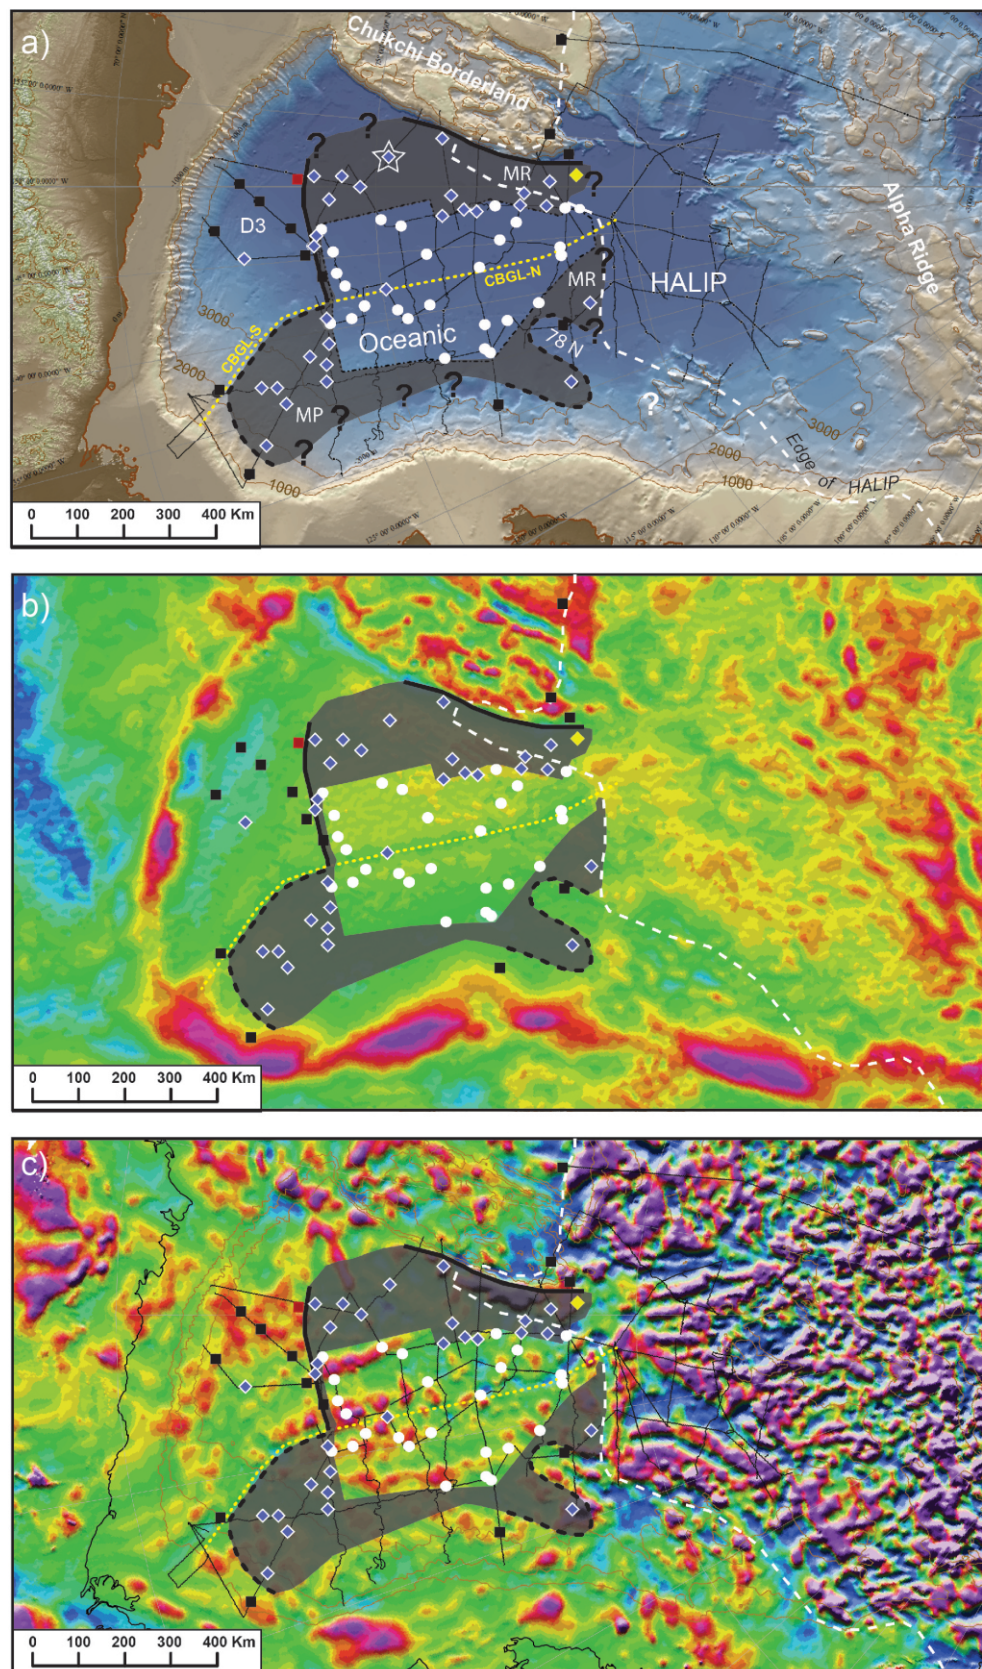 a)
Chukchi Borderland
?
?
MR
?
D3
Alpha Ridge
CBGL-N
MR
?
HALIP
3000
CBGL-S
Oceanic
?
78 N
2000
?
?
?
MP
?
?
3000
Edge of HALIP
2000
1000
1000
0 100 200 300 400 Km
b)
0 100 200 300 400 Km
c)
0 100 200 300 400 Km